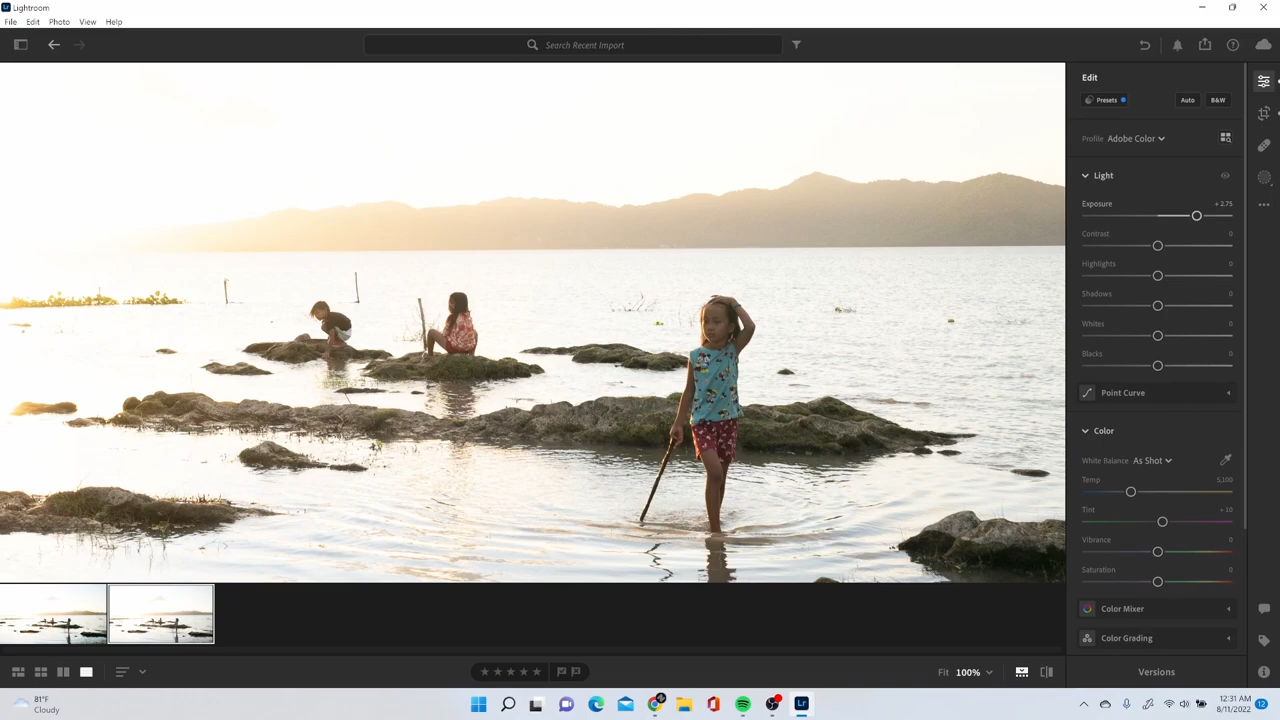 Lr Lightroom
File Edit Photo View Help
Search Recent Import
Edit
Presets Auto B&W
Profile Adobe Color
Light
Exposure + 2.75
Contrast 0
Highlights 0
Shadows 0
Whites 0
Blacks 0
Point Curve
Color
White Balance As Shot
Temp 5,100
Tint + 10
Vibrance 0
Saturation 0
Color Mixer
Color Grading
Fit 100% Versions
81°F
Cloudy
Lr
12:31 AM
8/11/2022 12